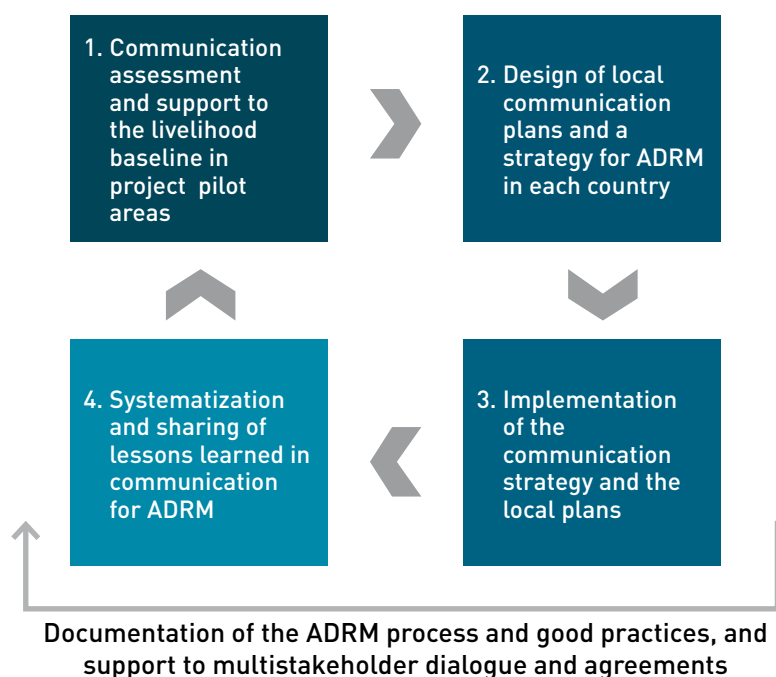 1. Communication
assessment
and support to
the livelihood
baseline in
project pilot
areas
2. Design of local
communication
plans and a
strategy for ADRM
in each country
3. Implementation
of the
communication
strategy and the
local plans
4. Systematization
and sharing of
lessons learned in
communication
for ADRM
Documentation of the ADRM process and good practices, and
support to multistakeholder dialogue and agreements